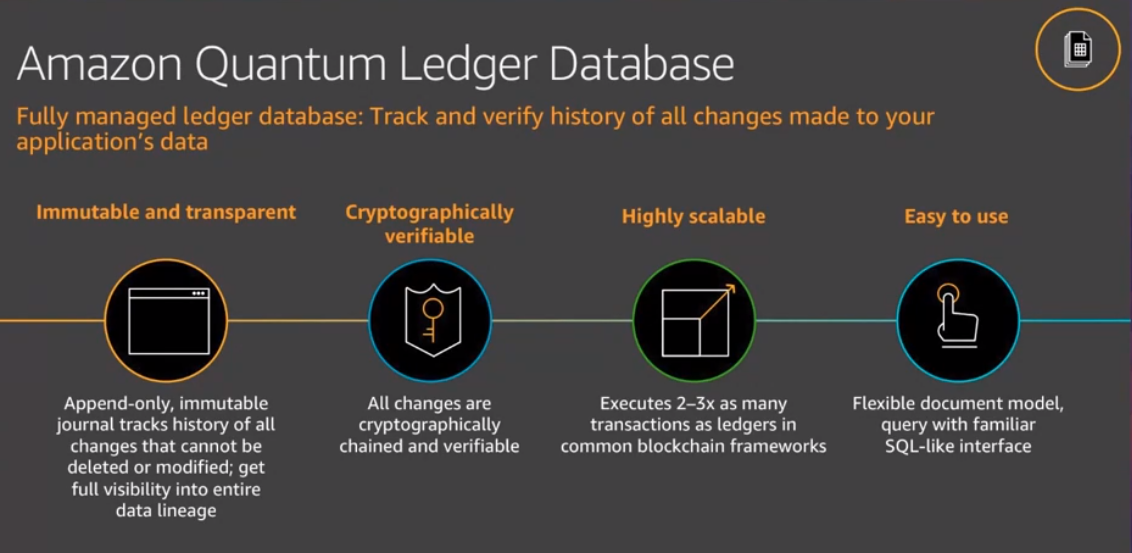 Amazon Quantum Ledger Database
Fully managed ledger database: Track and verify history of all changes made to your
application's data
Immutable and transparent
Append-only, immutable
journal tracks history of all
changes that cannot be
deleted or modified; get
full visibility into entire
data lineage
Cryptographically
verifiable
All changes are
cryptographically
chained and verifiable
Highly scalable
Executes 2–3x as many
transactions as ledgers in
common blockchain frameworks
Easy to use
Flexible document model,
query with familiar
SQL-like interface